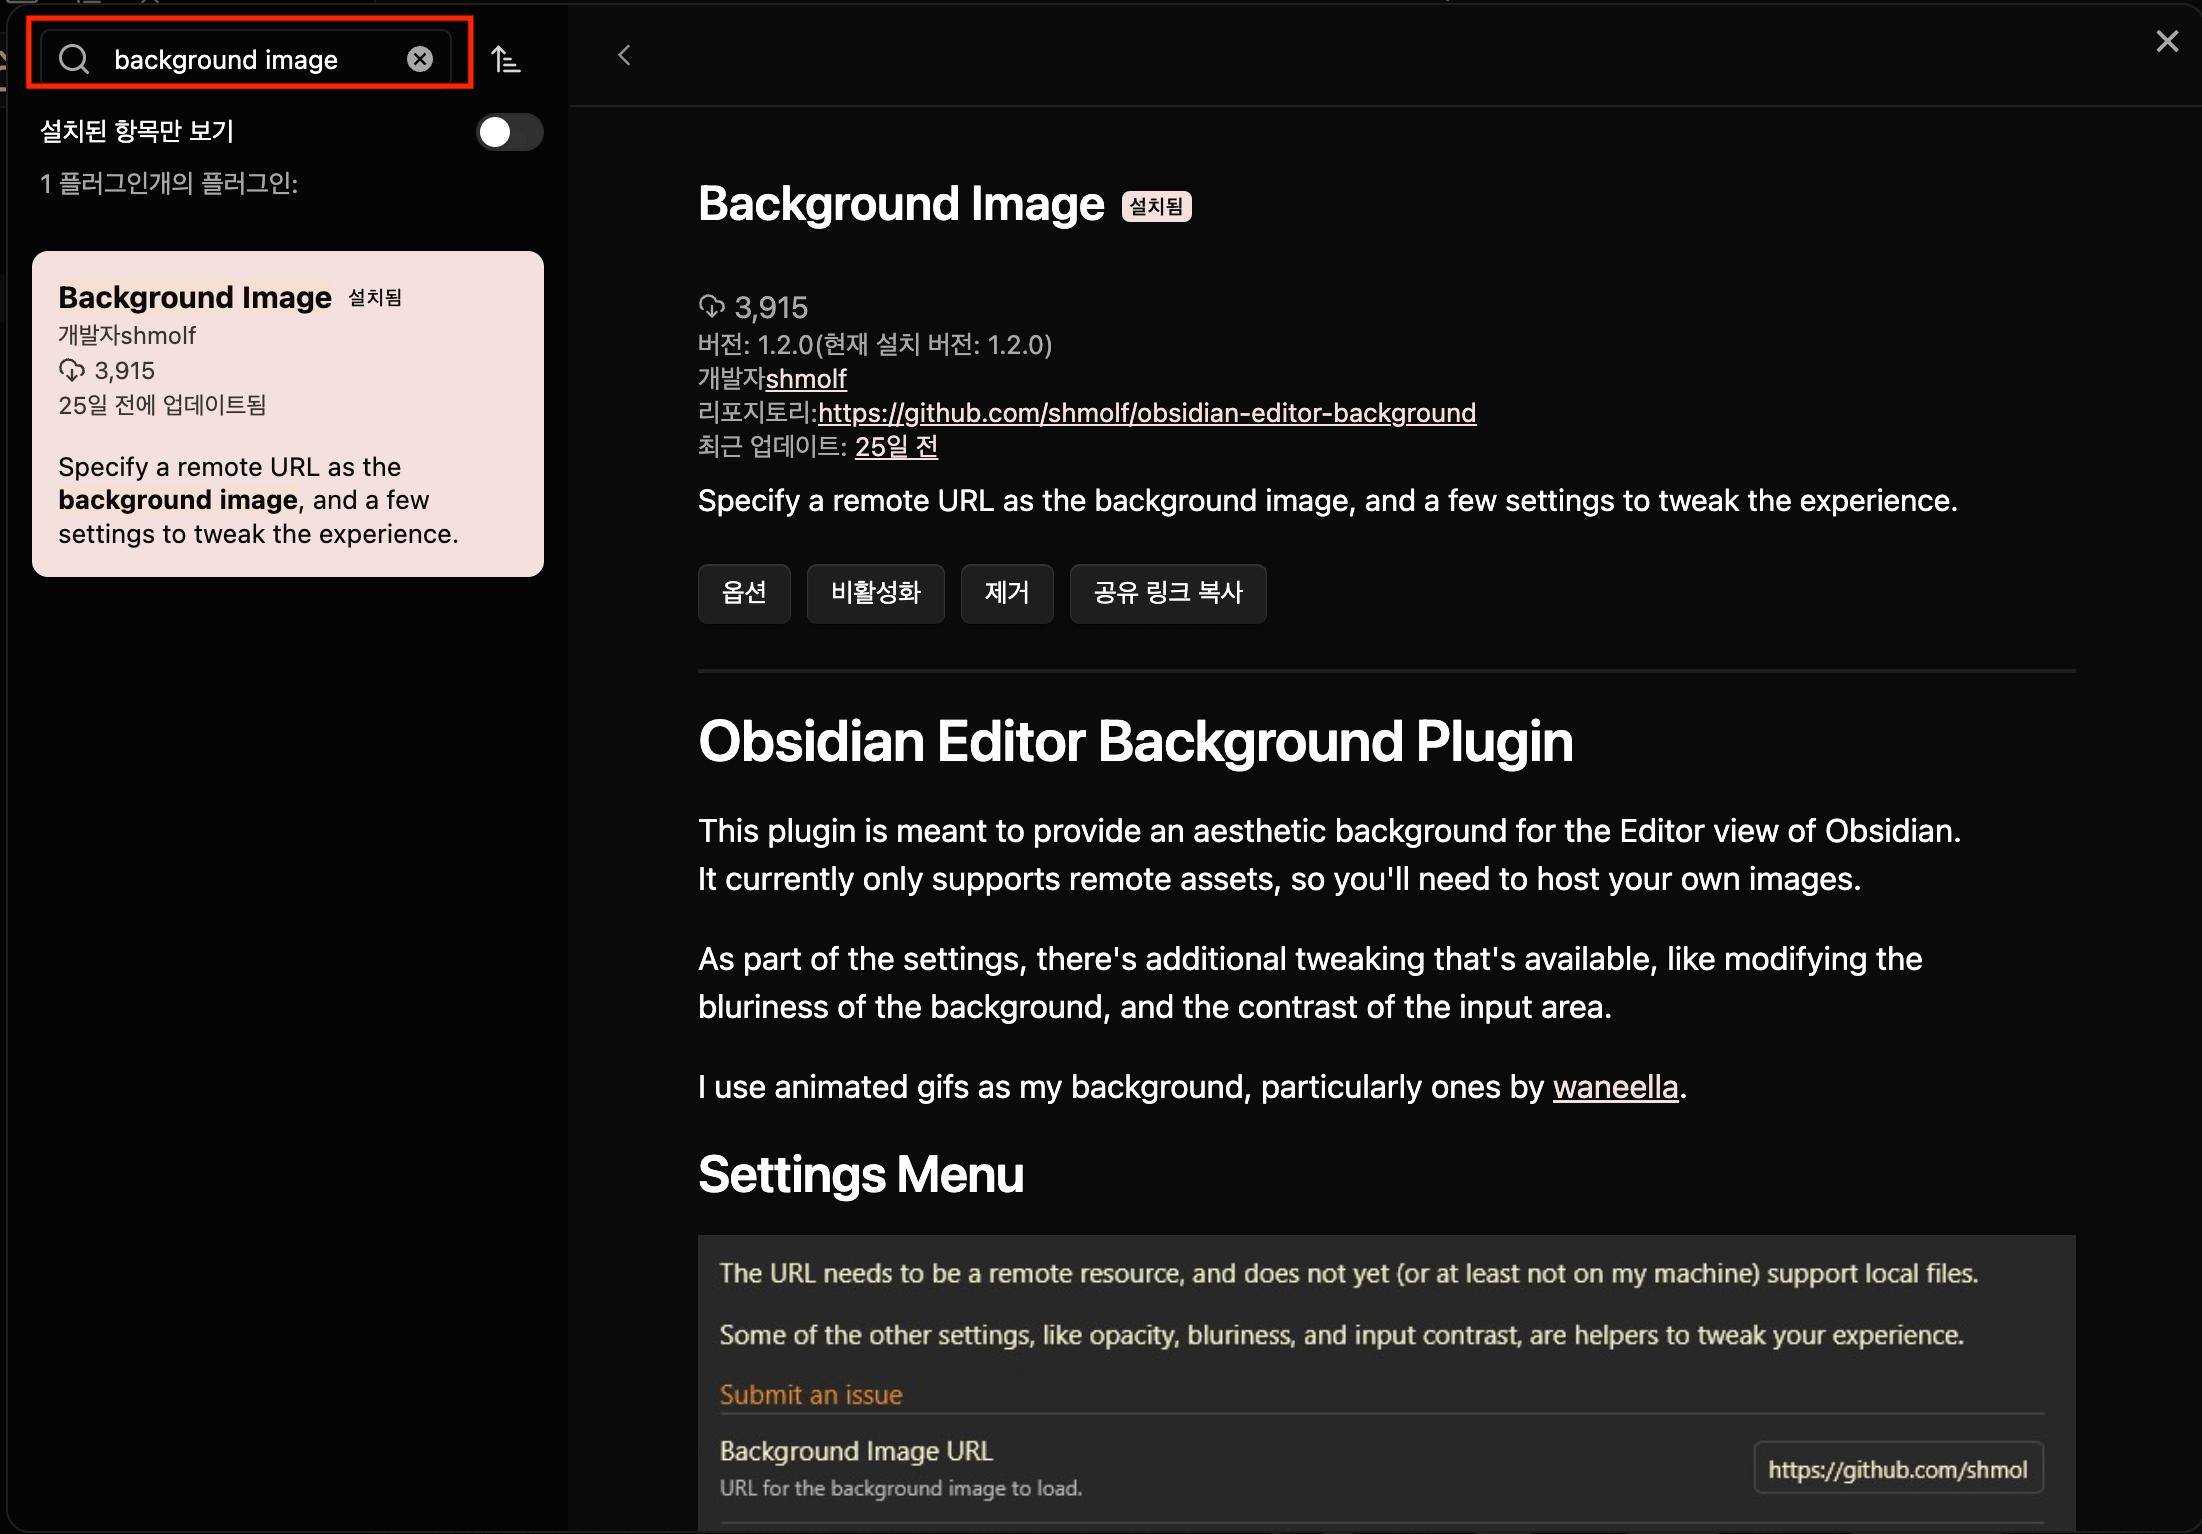 background image
설치된 항목만 보기
1 플러그인개의 플러그인:
Background Image 설치됨
개발자shmolf
3,915
25일 전에 업데이트됨
Specify a remote URL as the
background image, and a few
settings to tweak the experience.
Background Image 설치됨
3,915
버전: 1.2.0(현재 설치 버전: 1.2.0)
개발자shmolf
리포지토리:https://github.com/shmolf/obsidian-editor-background
최근 업데이트: 25일 전
Specify a remote URL as the background image, and a few settings to tweak the experience.
옵션 비활성화 제거 공유 링크 복사
Obsidian Editor Background Plugin
This plugin is meant to provide an aesthetic background for the Editor view of Obsidian.
It currently only supports remote assets, so you'll need to host your own images.
As part of the settings, there's additional tweaking that's available, like modifying the
bluriness of the background, and the contrast of the input area.
I use animated gifs as my background, particularly ones by waneella.
Settings Menu
The URL needs to be a remote resource, and does not yet (or at least not on my machine) support local files.
Some of the other settings, like opacity, bluriness, and input contrast, are helpers to tweak your experience.
Submit an issue
Background Image URL
https://github.com/shmol
URL for the background image to load.